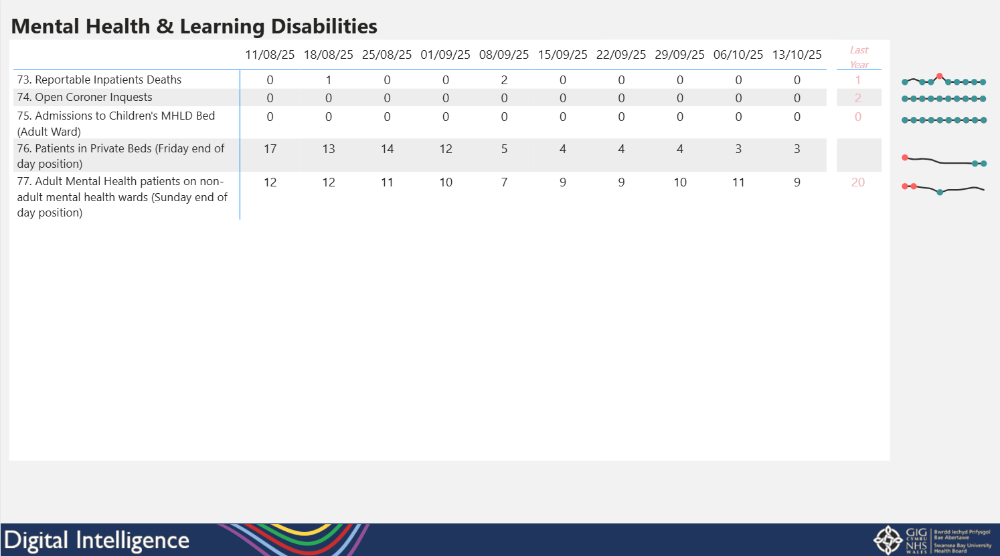 Mental Health & Learning Disabilities
11/08/25 18/08/25 25/08/25 01/09/25 08/09/25 15/09/25 22/09/25 29/09/25 06/10/25 13/10/25 Last
Year
73. Reportable Inpatients Deaths 0 1 0 0 2 0 0 0 0 0 1
74. Open Coroner Inquests 0 0 0 0 0 0 0 0 0 0 2
75. Admissions to Children's MHLD Bed 0 0 0 0 0 0 0 0 0 0 0
(Adult Ward)
76. Patients in Private Beds (Friday end of 17 13 14 12 5 4 4 4 3 3
day position)
77. Adult Mental Health patients on non- 12 12 11 10 7 9 9 10 11 9 20
adult mental health wards (Sunday end of
day position)
Digital Intelligence
GIG
CYMRU
NHS
WALES
Bwrdd Iechyd Prifysgol
Bae Abertawe
Swansea Bay University
Health Board